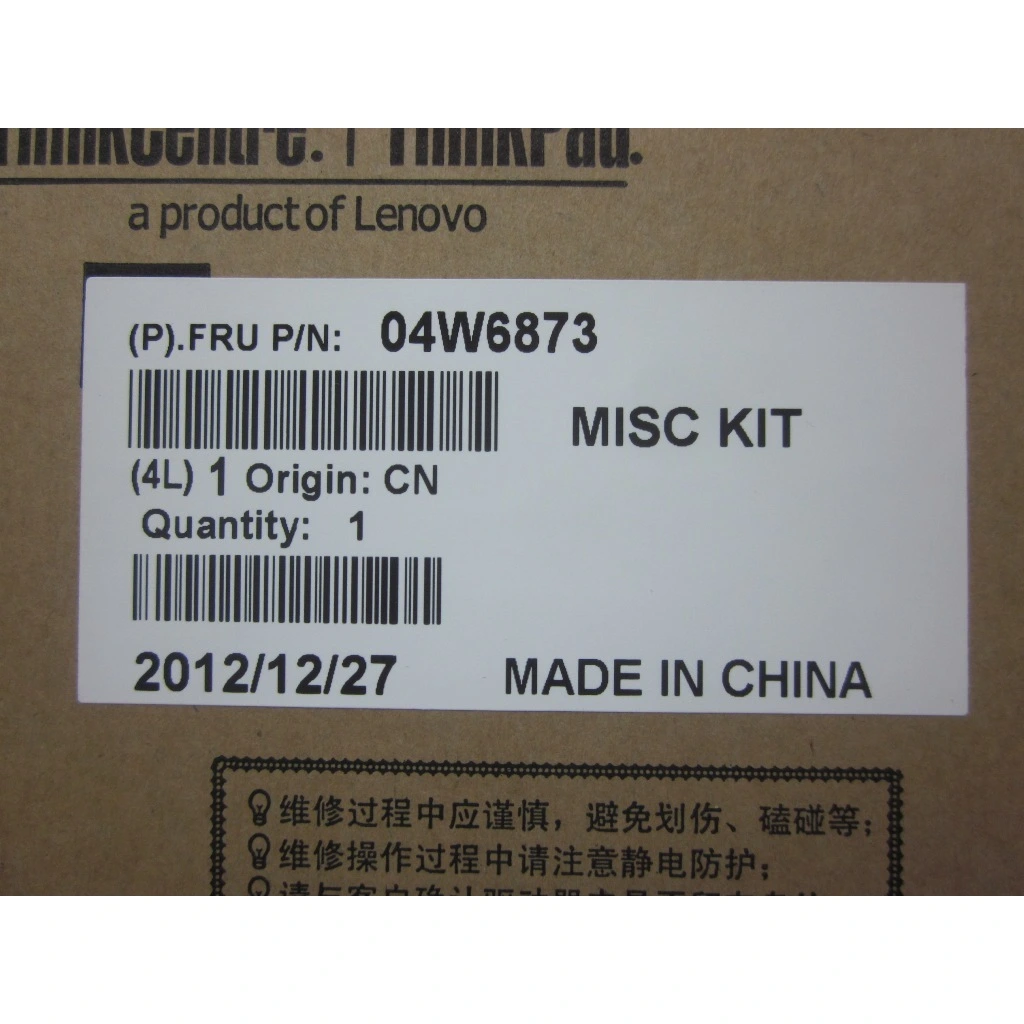 ThinkCentre. | ThinkPad.
a product of Lenovo
(P).FRU P/N: 04W6873
MISC KIT
(4L) 1 Origin: CN
Quantity: 1
2012/12/27 MADE IN CHINA
维修过程中应谨慎，避免划伤、磕碰等；
维修操作过程中请注意静电防护；